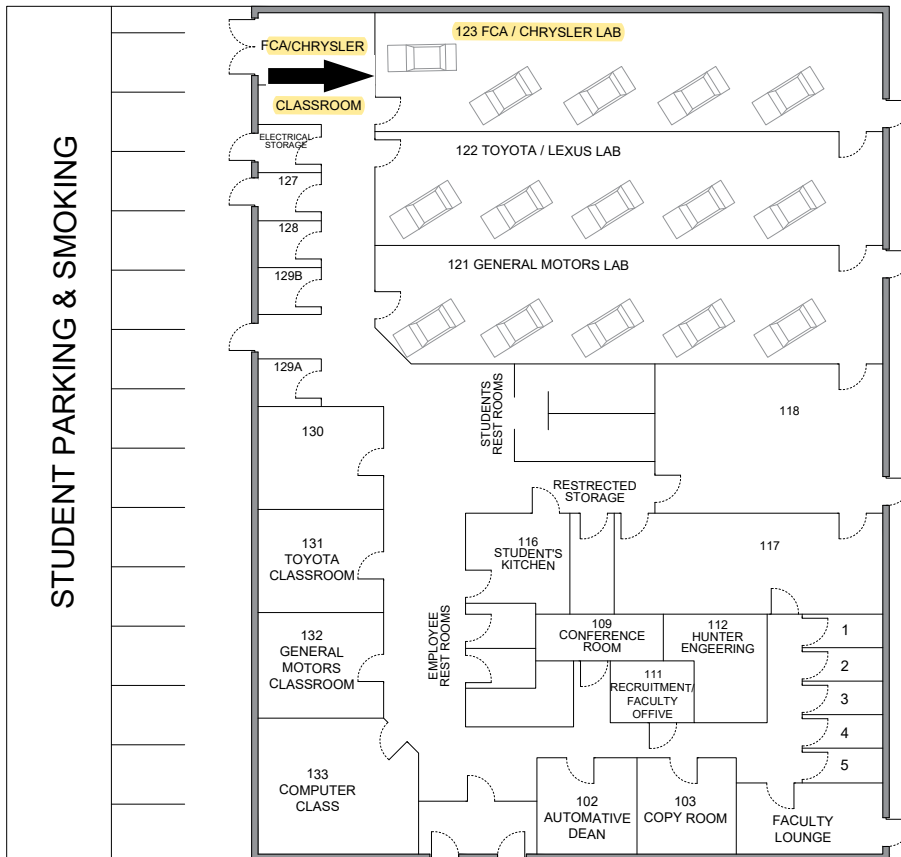 STUDENT PARKING & SMOKING
FCA/CHRYSLER
CLASSROOM
123 FCA / CHRYSLER LAB
ELECTRICAL
STORAGE
122 TOYOTA / LEXUS LAB
127
128
129B
121 GENERAL MOTORS LAB
129A
130
STUDENTS
REST ROOMS
118
RESTRECTED
STORAGE
131
TOYOTA
CLASSROOM
116
STUDENT'S
KITCHEN
117
132
GENERAL
MOTORS
CLASSROOM
EMPLOYEE
REST ROOMS
109
CONFERENCE
ROOM
112
HUNTER
ENGEERING
111
RECRUITMENT/
FACULTY
OFFIVE
1
2
3
4
5
133
COMPUTER
CLASS
102
AUTOMATIVE
DEAN
103
COPY ROOM
FACULTY
LOUNGE